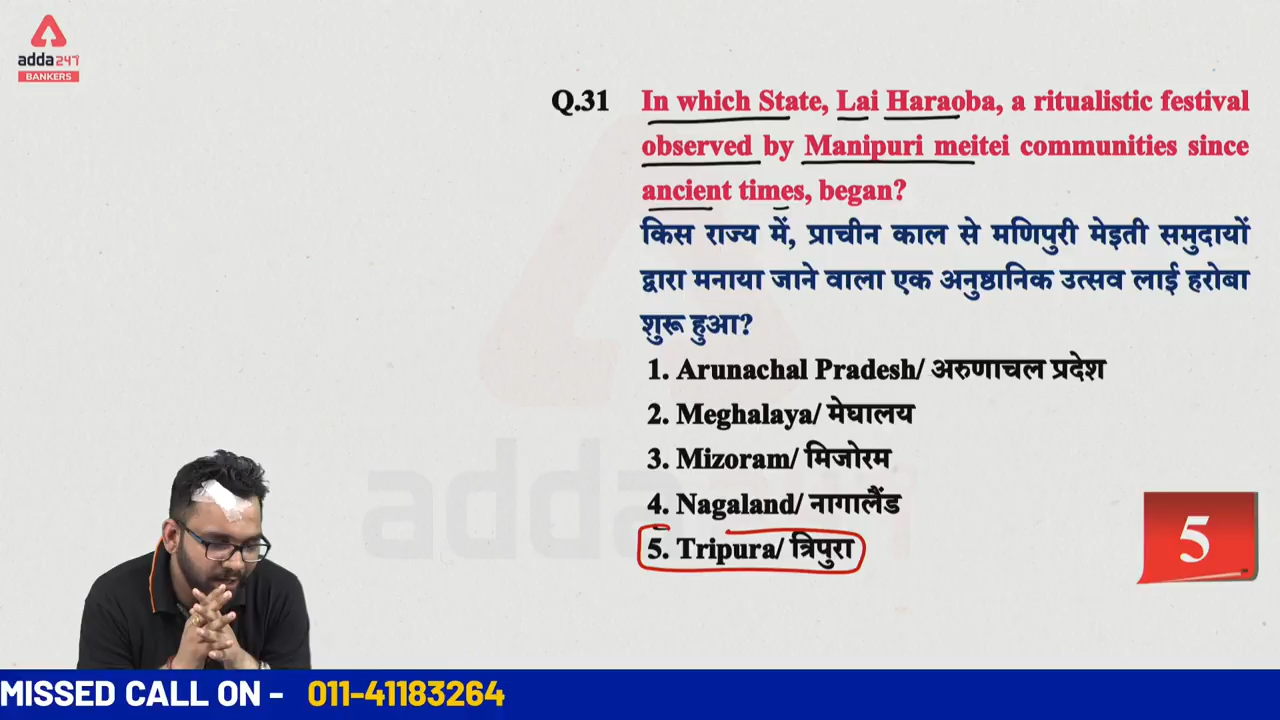 adda247
BANKERS
Q.31 In which State, Lai Haraoba, a ritualistic festival
observed by Manipuri meitei communities since
ancient times, began?
किस राज्य में, प्राचीन काल से मणिपुरी मेइती समुदायों
द्वारा मनाया जाने वाला एक अनुष्ठानिक उत्सव लाई हरोबा
शुरू हुआ?
1. Arunachal Pradesh/ अरुणाचल प्रदेश
2. Meghalaya/ मेघालय
3. Mizoram/ मिजोरम
4. Nagaland/ नागालैंड
5. Tripura/ त्रिपुरा
5
adda
MISSED CALL ON - 011-41183264